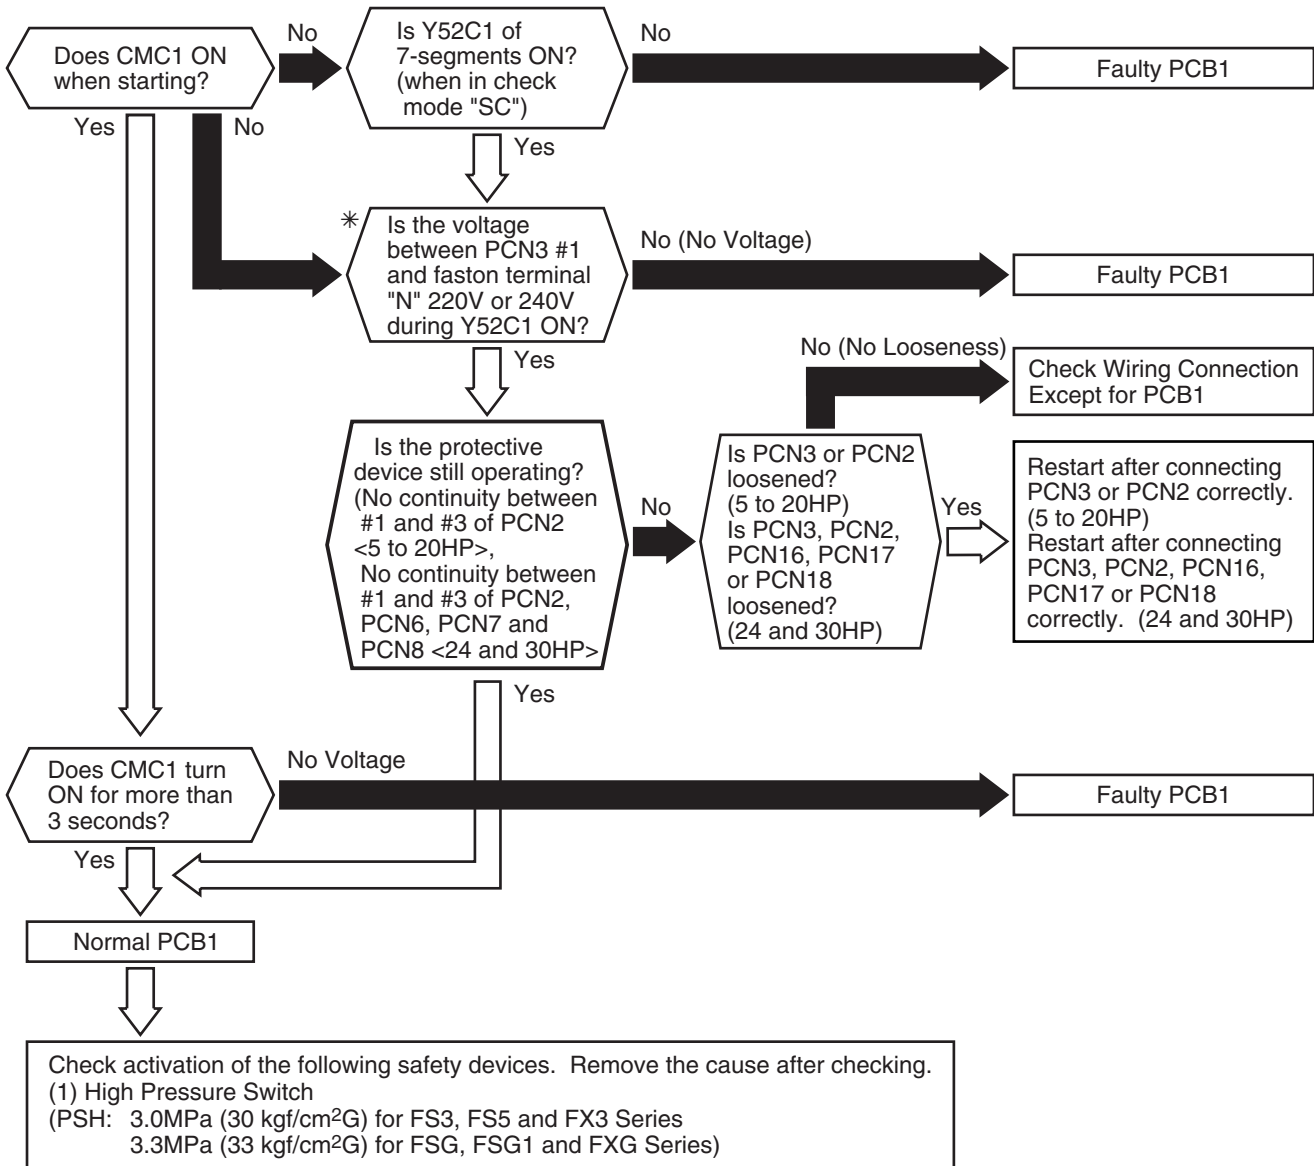 Does CMC1 ON
when starting?
No
Is Y52C1 of
7-segments ON?
(when in check
mode "SC")
No
Faulty PCB1
Yes
No
Yes
✳
Is the voltage
between PCN3 #1
and faston terminal
"N" 220V or 240V
during Y52C1 ON?
No (No Voltage)
Faulty PCB1
Yes
No (No Looseness)
Check Wiring Connection
Except for PCB1
Is the protective
device still operating?
(No continuity between
#1 and #3 of PCN2
<5 to 20HP>,
No continuity between
#1 and #3 of PCN2,
PCN6, PCN7 and
PCN8 <24 and 30HP>
No
Is PCN3 or PCN2
loosened?
(5 to 20HP)
Is PCN3, PCN2,
PCN16, PCN17
or PCN18
loosened?
(24 and 30HP)
Yes
Restart after connecting
PCN3 or PCN2 correctly.
(5 to 20HP)
Restart after connecting
PCN3, PCN2, PCN16,
PCN17 or PCN18
correctly.  (24 and 30HP)
Yes
Does CMC1 turn
ON for more than
3 seconds?
No Voltage
Faulty PCB1
Yes
Normal PCB1
Check activation of the following safety devices.  Remove the cause after checking.
(1) High Pressure Switch
(PSH:   3.0MPa (30 kgf/cm2G) for FS3, FS5 and FX3 Series
3.3MPa (33 kgf/cm2G) for FSG, FSG1 and FXG Series)